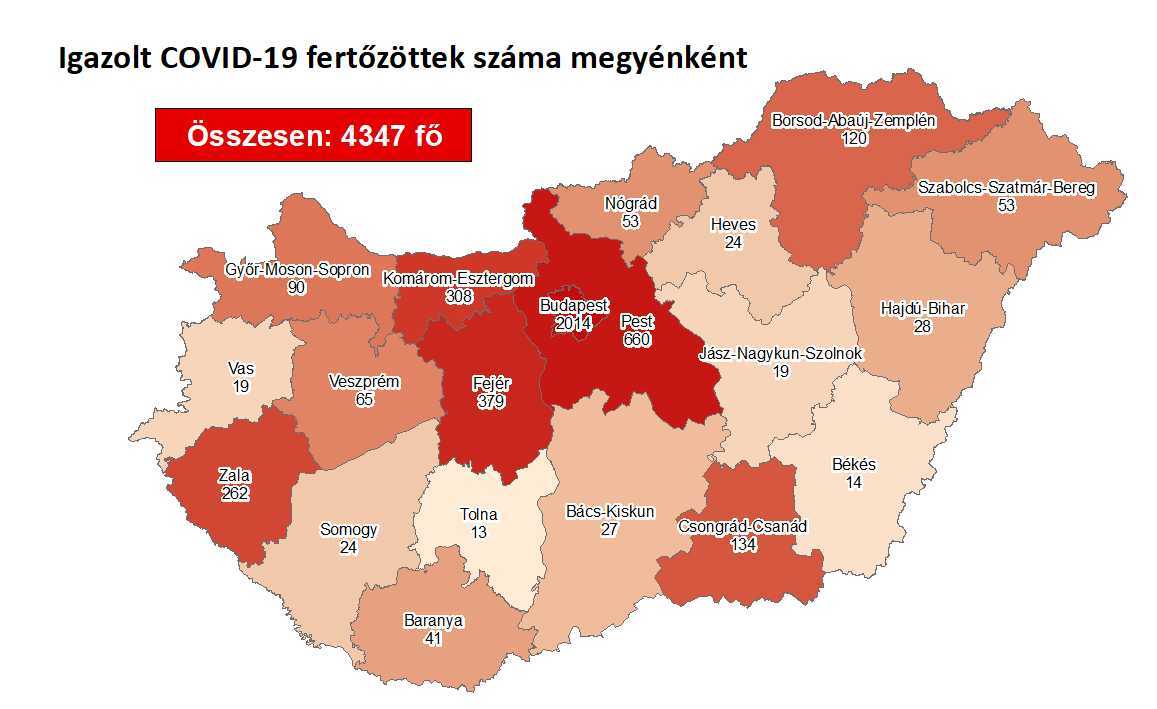 Igazolt COVID-19 fertőzöttek száma megyénként
Összesen: 4347 fő
Borsod-Abaúj-Zemplén
120
Szabolcs-Szatmár-Bereg
53
Nógrád
53
Heves
24
Győr-Moson-Sopron
90
Komárom-Esztergom
308
Budapest
2014
Pest
660
Hajdú-Bihar
28
Jász-Nagykun-Szolnok
19
Vas
19
Veszprém
65
Fejér
379
Zala
262
Békés
14
Somogy
24
Tolna
13
Bács-Kiskun
27
Csongrád-Csanád
134
Baranya
41